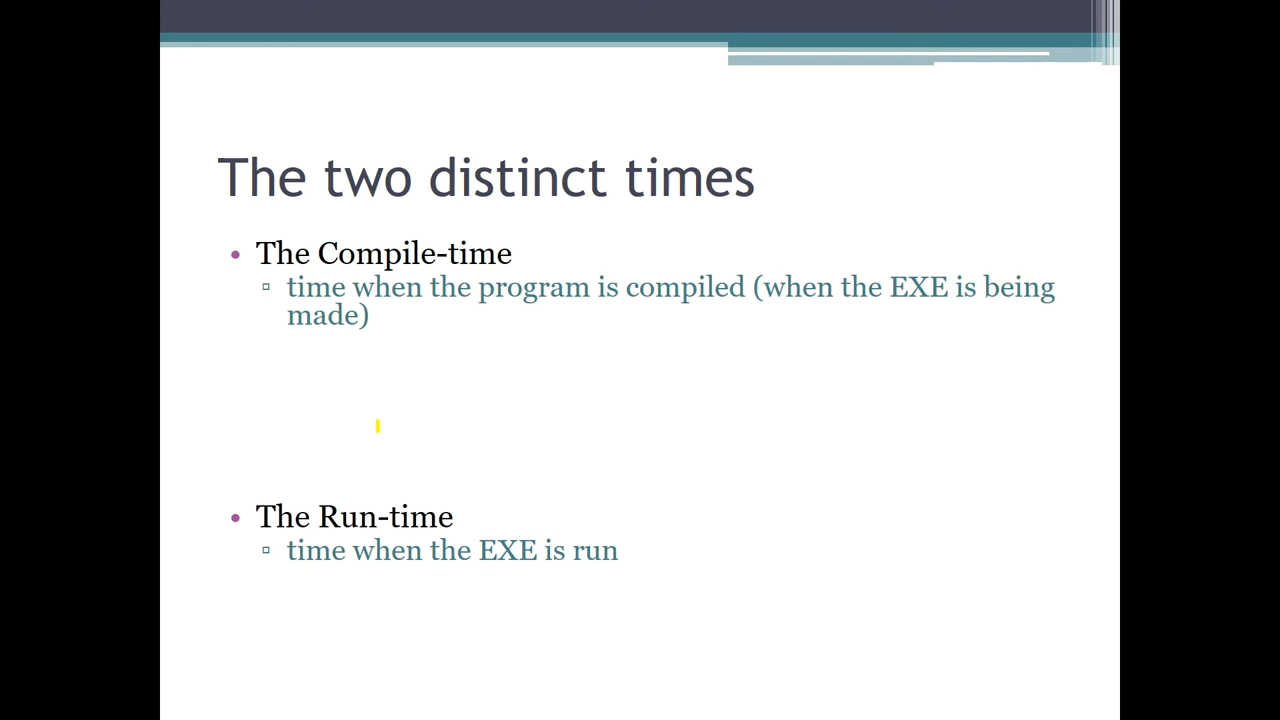 The two distinct times
• The Compile-time
▫ time when the program is compiled (when the EXE is being
made)
• The Run-time
▫ time when the EXE is run